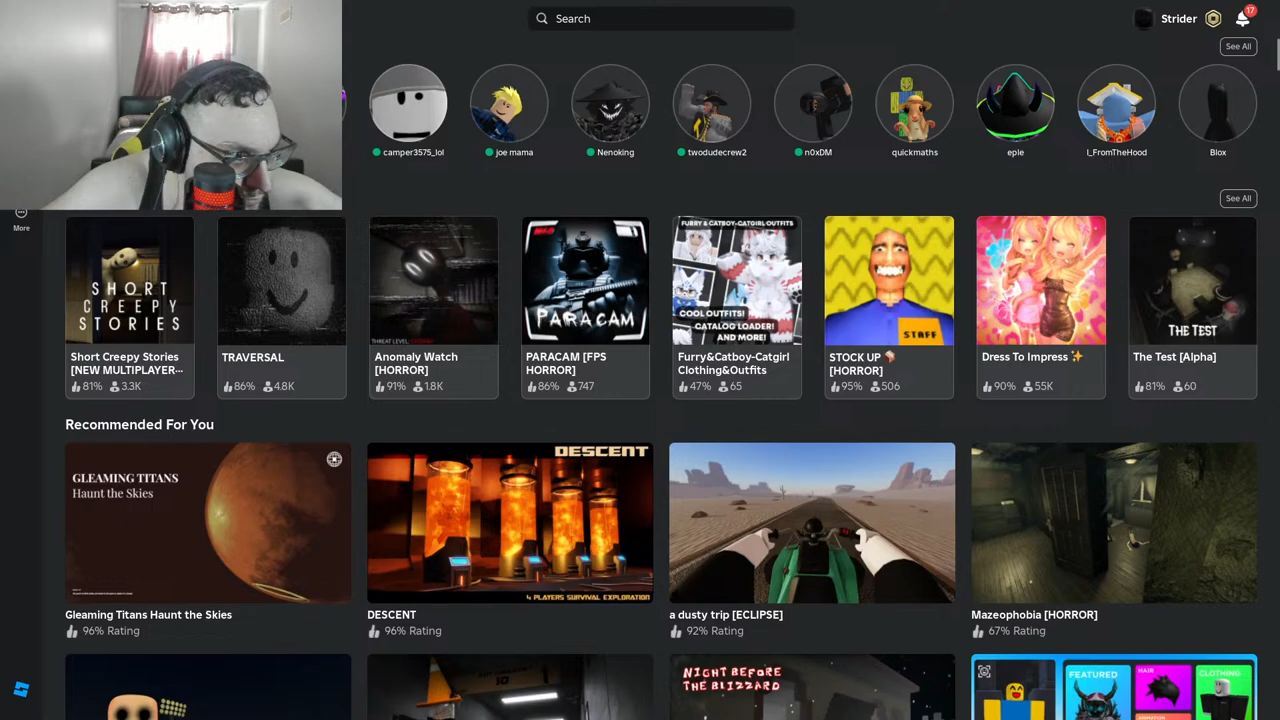 Search
Strider
17
See All
camper3575_lol
joe mama
Nenoking
twodudecrew2
n0xDM
quickmaths
eple
I_FromTheHood
Blox
See All
More
SHORT
CREEPY
STORIES
THREAT LEVEL:
PARACAM
FURRY & CATBOY-CATGIRL OUTFITS
COOL OUTFITS!
CATALOG LOADER!
AND MORE!
STAFF
THE TEST
Short Creepy Stories
[NEW MULTIPLAYER...
81% 3.3K
TRAVERSAL
86% 4.8K
Anomaly Watch
[HORROR]
91% 1.8K
PARACAM [FPS
HORROR]
86% 747
Furry&Catboy-Catgirl
Clothing&Outfits
47% 65
STOCK UP
[HORROR]
95% 506
Dress To Impress ✨
90% 55K
The Test [Alpha]
81% 60
Recommended For You
GLEAMING TITANS
Haunt the Skies
DESCENT
4 PLAYERS SURVIVAL EXPLORATION
Gleaming Titans Haunt the Skies
96% Rating
DESCENT
96% Rating
a dusty trip [ECLIPSE]
92% Rating
Mazeophobia [HORROR]
67% Rating
10
NIGHT BEFORE
THE BLIZZARD
FEATURED
HAIR
CLOTHING
ANIMATION